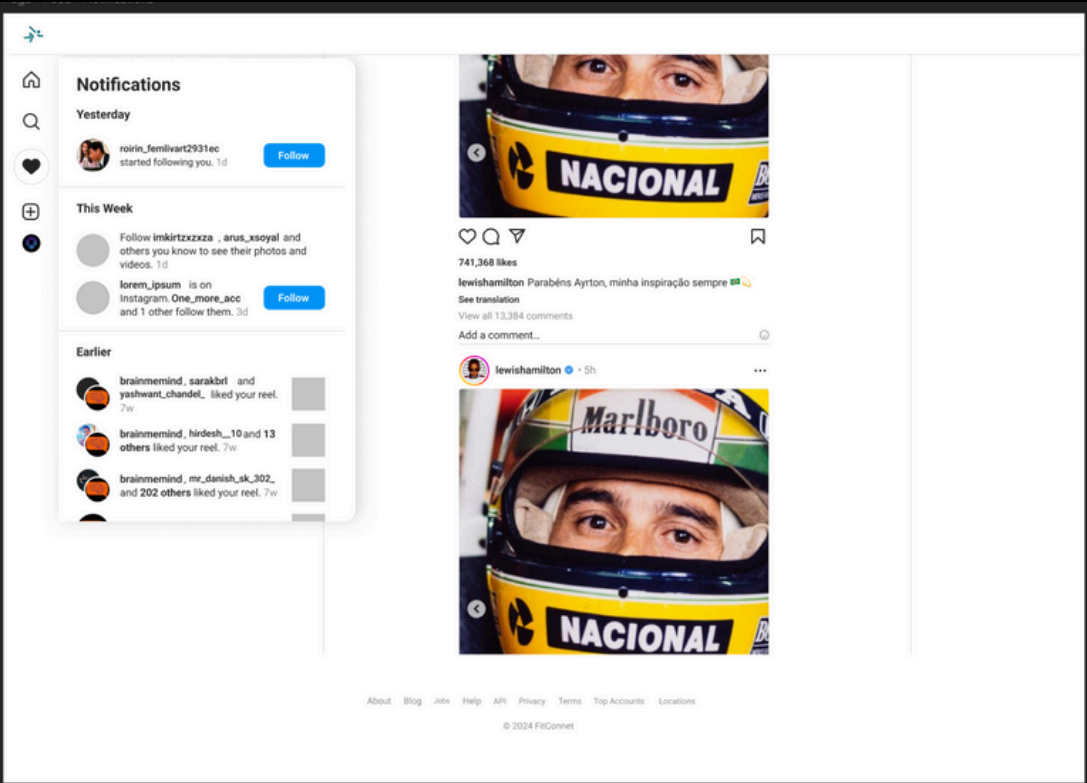 Notifications
Yesterday
roirin_femlivart2931ec
started following you. 1d
Follow
This Week
Follow imkirtzxzxza , arus_xsoyal and
others you know to see their photos and
videos. 1d
lorem_ipsum is on
Instagram. One_more_acc
and 1 other follow them. 3d
Follow
Earlier
brainmemind, sarakbrl and
yashwant_chandel_ liked your reel.
7w
brainmemind, hirdesh__10 and 13
others liked your reel. 7w
brainmemind, mr_danish_sk_302_
and 202 others liked your reel. 7w
NACIONAL
741,368 likes
lewishamilton Parabéns Ayrton, minha inspiração sempre
See translation
View all 13,384 comments
Add a comment...
lewishamilton • 5h
Marlboro
NACIONAL
About Blog Jobs Help API Privacy Terms Top Accounts Locations
© 2024 FitConnet